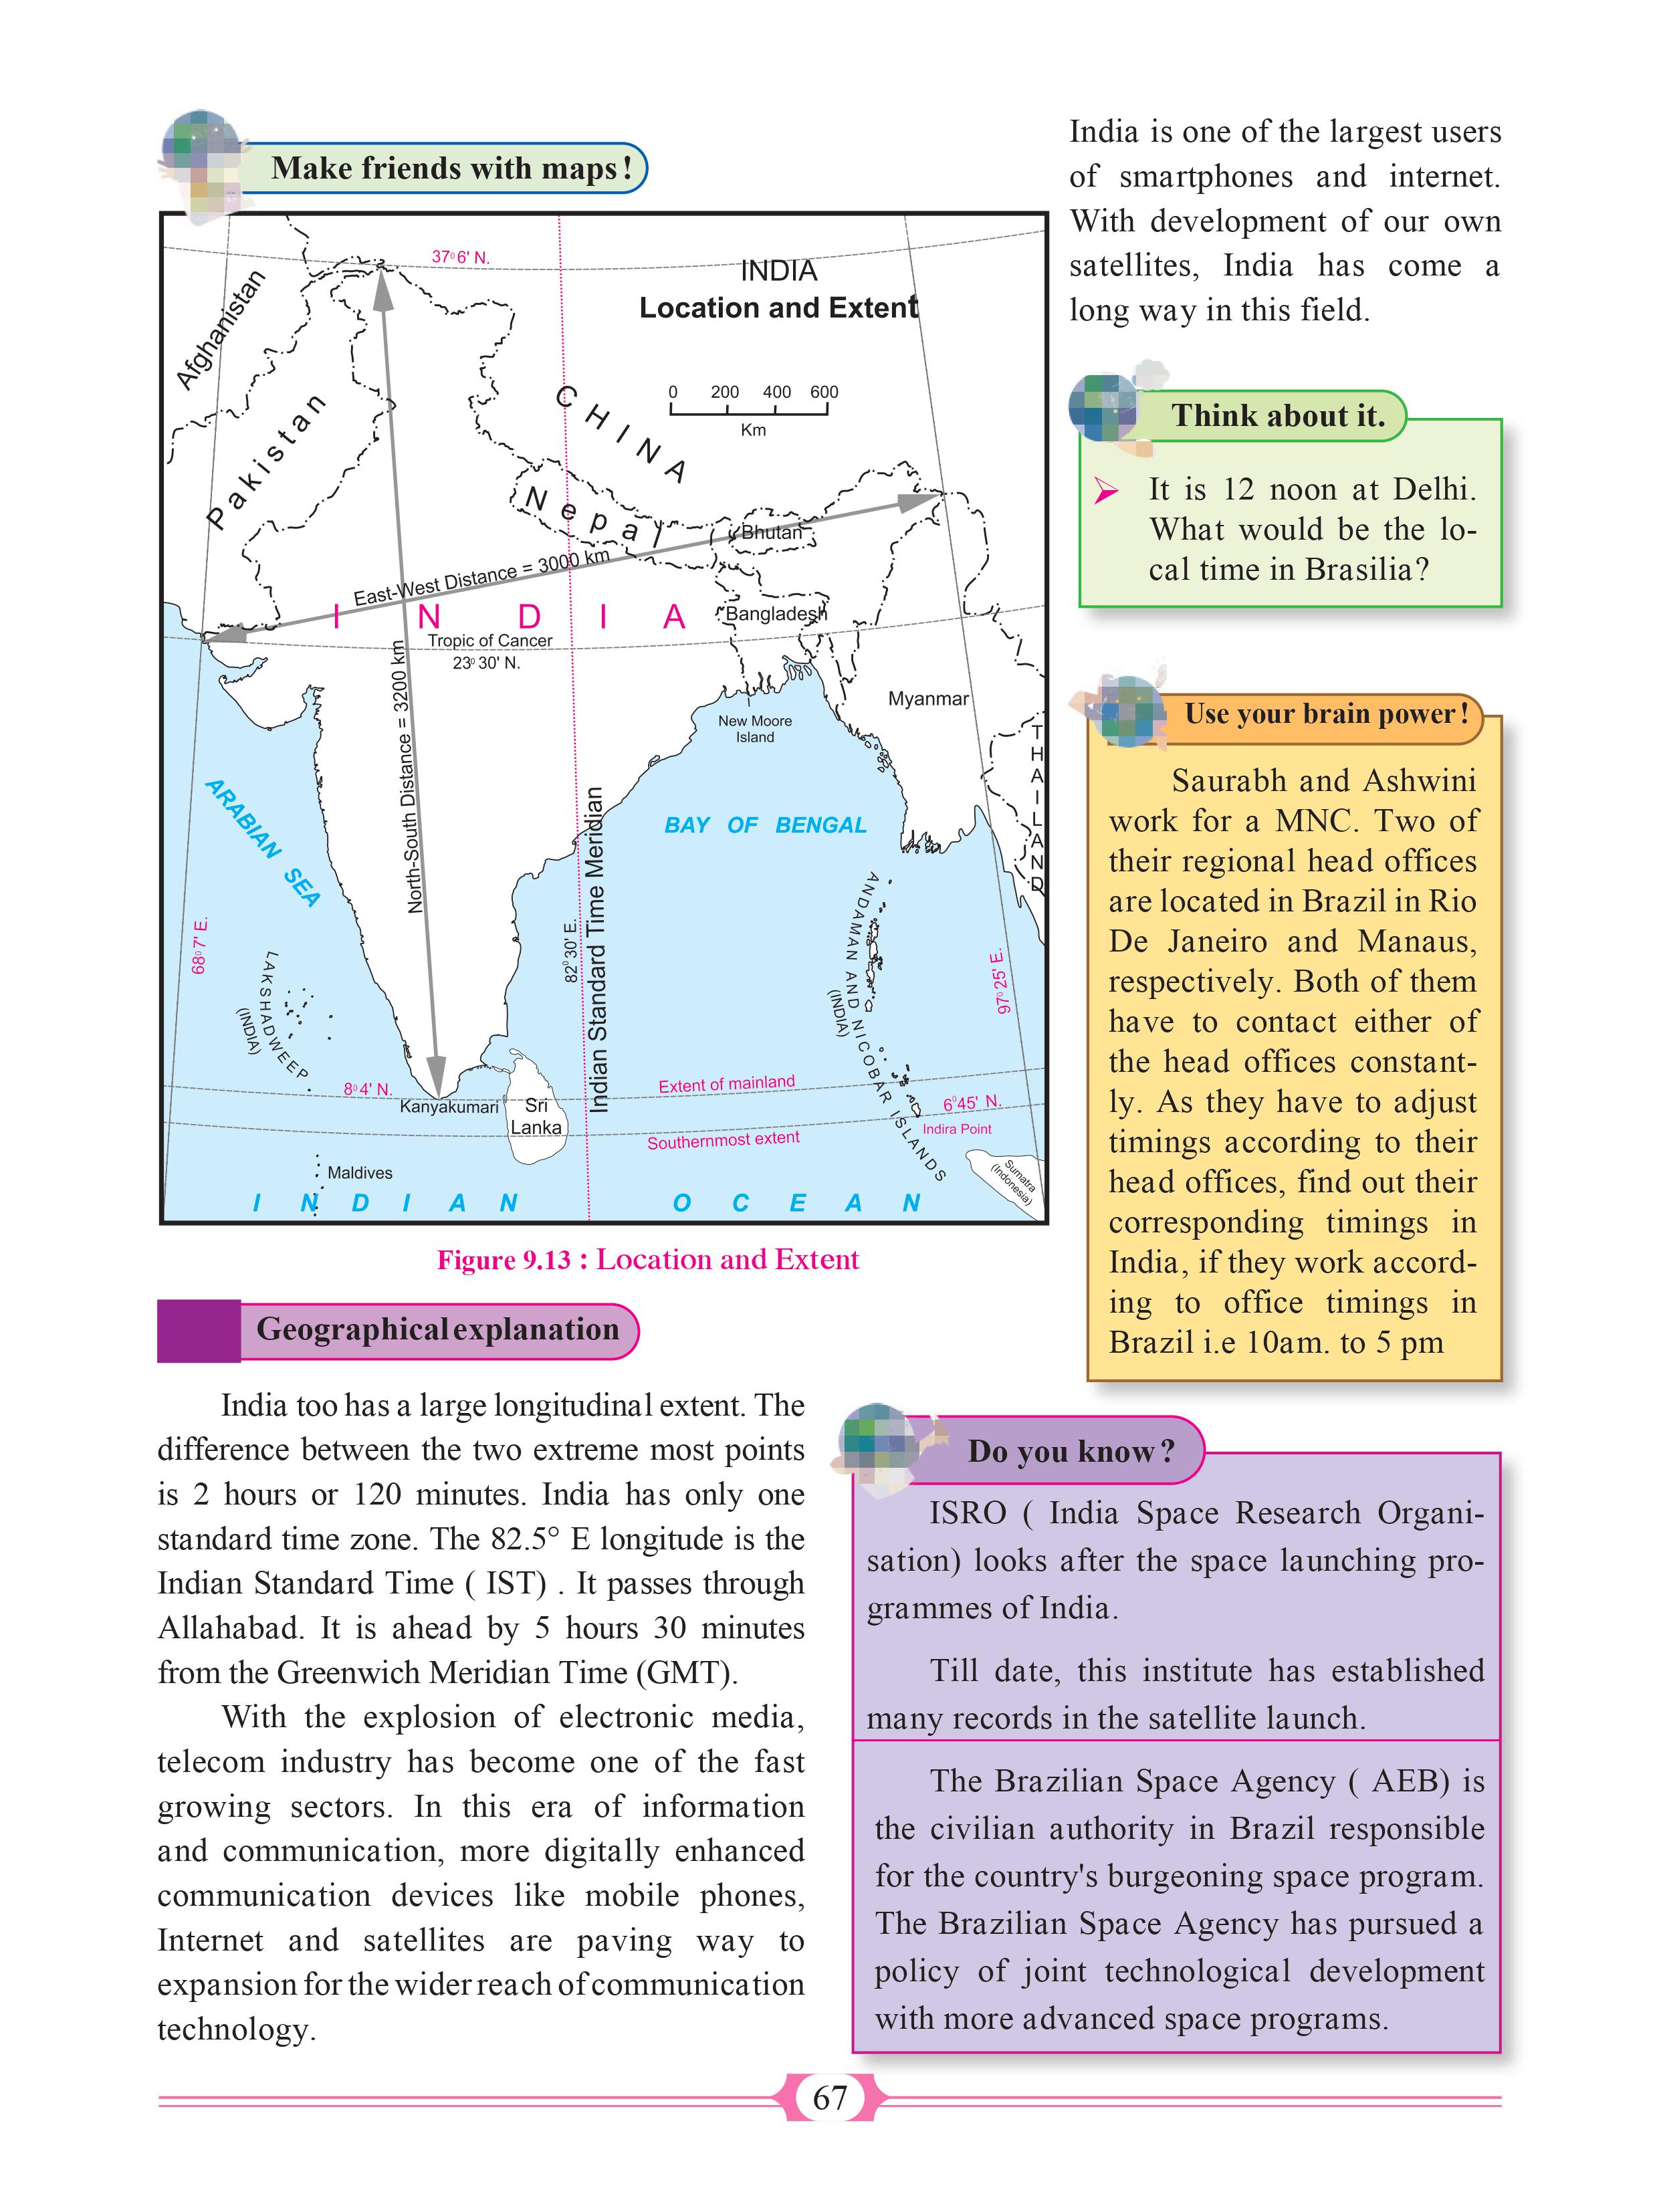 Make friends with maps!
INDIA
Location and Extent
37° 6' N.
0 200 400 600
Km
Afghanistan
Pakistan
CHINA
Nepal
Bhutan
East-West Distance = 3000 km
INDIA
Bangladesh
Tropic of Cancer
23° 30' N.
North-South Distance = 3200 km
Myanmar
New Moore
Island
THAILAND
ARABIAN SEA
BAY OF BENGAL
Indian Standard Time Meridian
82° 30' E.
68° 7' E.
97° 25' E.
LAKSHADWEEP
(INDIA)
ANDAMAN AND NICOBAR ISLANDS
(INDIA)
8° 4' N.
Extent of mainland
Kanyakumari
Sri
Lanka
6° 45' N.
Indira Point
Southernmost extent
Maldives
Sumatra
(Indonesia)
INDIAN OCEAN
Figure 9.13 : Location and Extent
Geographical explanation
India too has a large longitudinal extent. The
difference between the two extreme most points
is 2 hours or 120 minutes. India has only one
standard time zone. The 82.5° E longitude is the
Indian Standard Time ( IST) . It passes through
Allahabad. It is ahead by 5 hours 30 minutes
from the Greenwich Meridian Time (GMT).
With the explosion of electronic media,
telecom industry has become one of the fast
growing sectors. In this era of information
and communication, more digitally enhanced
communication devices like mobile phones,
Internet and satellites are paving way to
expansion for the wider reach of communication
technology.
India is one of the largest users
of smartphones and internet.
With development of our own
satellites, India has come a
long way in this field.
Think about it.
➢ It is 12 noon at Delhi.
What would be the lo-
cal time in Brasilia?
Use your brain power!
Saurabh and Ashwini
work for a MNC. Two of
their regional head offices
are located in Brazil in Rio
De Janeiro and Manaus,
respectively. Both of them
have to contact either of
the head offices constant-
ly. As they have to adjust
timings according to their
head offices, find out their
corresponding timings in
India, if they work accord-
ing to office timings in
Brazil i.e 10am. to 5 pm
Do you know?
ISRO ( India Space Research Organi-
sation) looks after the space launching pro-
grammes of India.
Till date, this institute has established
many records in the satellite launch.
The Brazilian Space Agency ( AEB) is
the civilian authority in Brazil responsible
for the country's burgeoning space program.
The Brazilian Space Agency has pursued a
policy of joint technological development
with more advanced space programs.
67